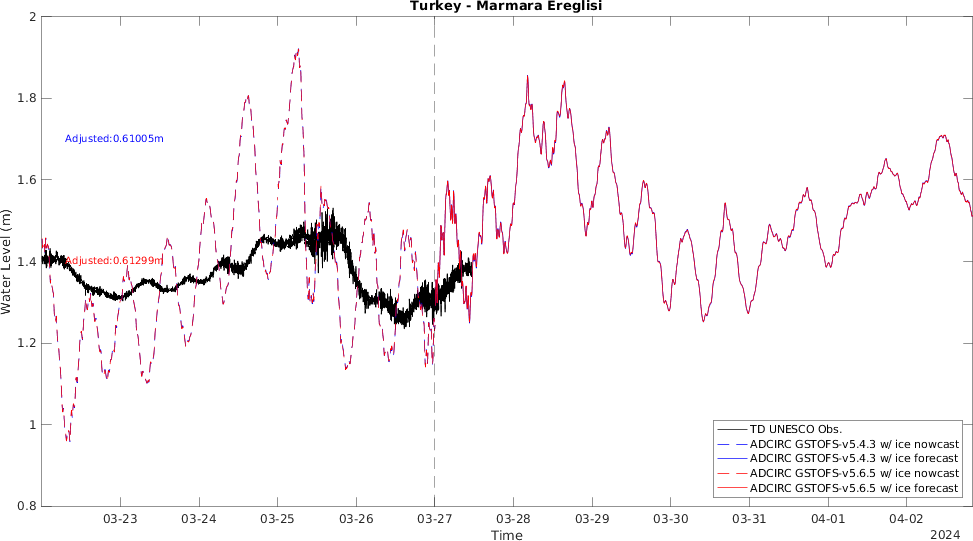 Turkey - Marmara Ereglisi
2
1.8
1.6
1.4
1.2
1
0.8
Water Level (m)
Adjusted:0.61005m
Adjusted:0.61299m
TD UNESCO Obs.
ADCIRC GSTOFS-v5.4.3 w/ ice nowcast
ADCIRC GSTOFS-v5.4.3 w/ ice forecast
ADCIRC GSTOFS-v5.6.5 w/ ice nowcast
ADCIRC GSTOFS-v5.6.5 w/ ice forecast
03-23 03-24 03-25 03-26 03-27 03-28 03-29 03-30 03-31 04-01 04-02
Time
2024